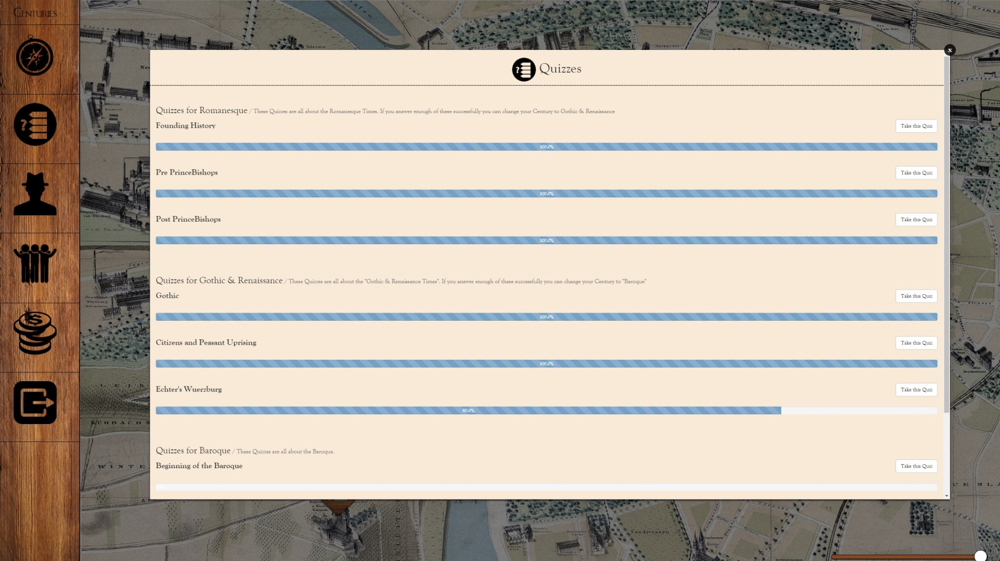 CENTURIES
x
Quizzes
Quizzes for Romanesque / These Quizzes are all about the Romanesque Times. If you answer enough of these successfully you can change your Century to Gothic & Renaissance
Founding History
Take this Quiz
100.0%
Pre PrinceBishops
Take this Quiz
100.0%
Post PrinceBishops
Take this Quiz
100.0%
Quizzes for Gothic & Renaissance / These Quizzes are all about the "Gothic & Renaissance Times". If you answer enough of these successfully you can change your Century to "Baroque"
Gothic
Take this Quiz
100.0%
Citizens and Peasant Uprising
Take this Quiz
100.0%
Echter's Wuerzburg
Take this Quiz
80.0%
Quizzes for Baroque / These Quizzes are all about the Baroque.
Beginning of the Baroque
Take this Quiz
KÜHBACHS
WINTE
Sanderrasen